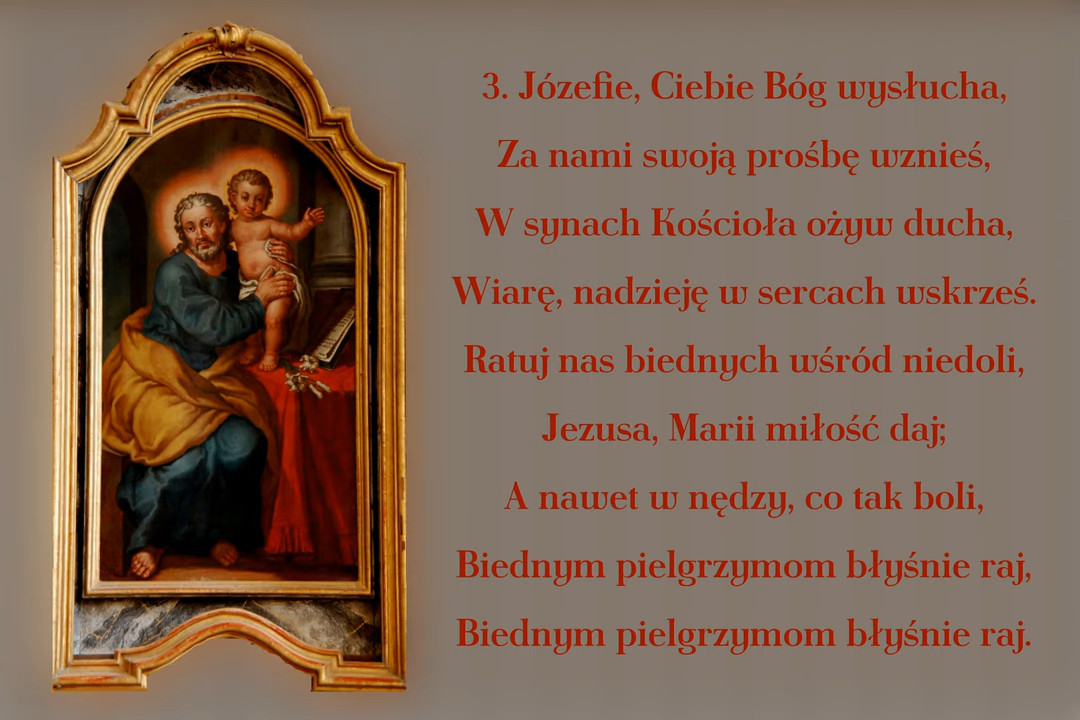 3. Józefie, Ciebie Bóg wysłucha,
Za nami swoją prośbę wznieś,
W synach Kościoła ożyw ducha,
Wiarę, nadzieję w sercach wskrześ.
Ratuj nas biednych wśród niedoli,
Jezusa, Marii miłość daj;
A nawet w nędzy, co tak boli,
Biednym pielgrzymom błyśnie raj,
Biednym pielgrzymom błyśnie raj.